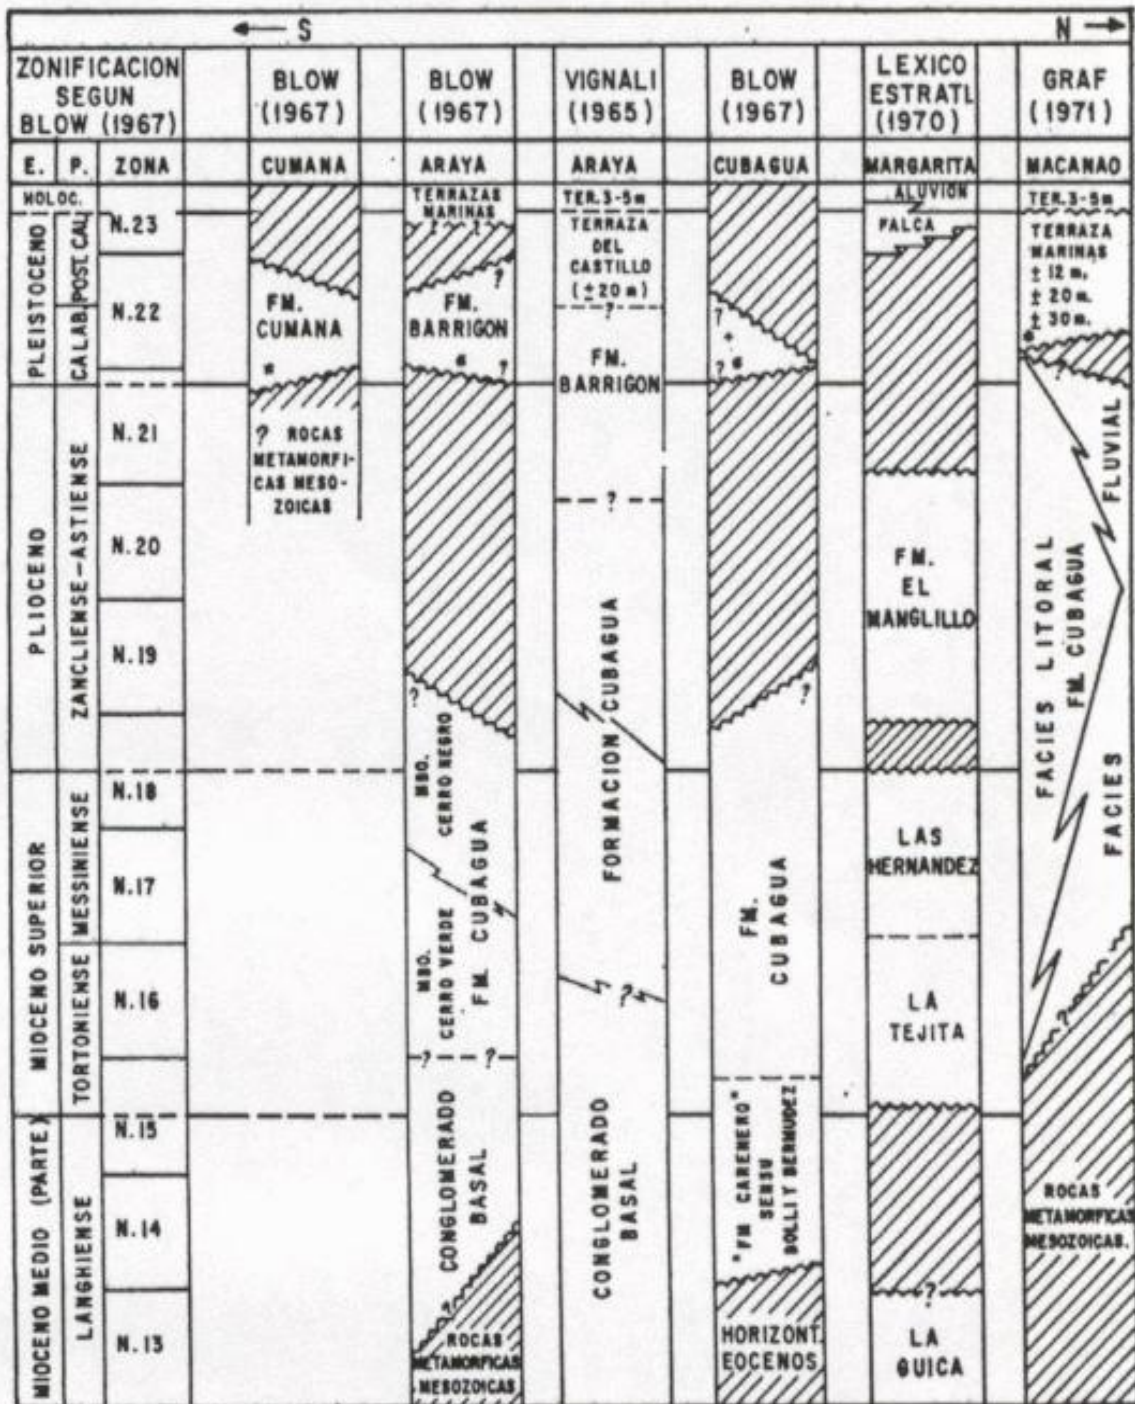 ← S
N →
ZONIFICACION
SEGUN
BLOW (1967)
BLOW
(1967)
BLOW
(1967)
VIGNALI
(1965)
BLOW
(1967)
LEXICO
ESTRATI.
(1970)
GRAF
(1971)
E. P. ZONA
CUMANA
ARAYA
ARAYA
CUBAGUA
MARGARITA
MACANAO
HOLOC.
PLEISTOCENO
PLIOCENO
MIOCENO SUPERIOR
MIOCENO MEDIO (PARTE)
POST. CAL.
CALAB.
ZANCLIENSE-ASTIENSE
MESSINIENSE
TORTONIENSE
LANGHIENSE
N.23
N.22
N.21
N.20
N.19
N.18
N.17
N.16
N.15
N.14
N.13
FM.
CUMANA
*
? ROCAS
METAMORFI-
CAS MESO-
ZOICAS
TERRAZAS
MARINAS
? ? ?
?
FM.
BARRIGON
* ?
?
MBO.
CERRO NEGRO
MBO.
CERRO VERDE
FM. CUBAGUA
? ?
CONGLOMERADO
BASAL
?
ROCAS
METAMORFICAS
MESOZOICAS
TER. 3-5m
TERRAZA
DEL
CASTILLO
(± 20 m)
?
FM.
BARRIGON
?
FORMACION CUBAGUA
?
CONGLOMERADO
BASAL
?
+
? *
?
FM.
CUBAGUA
"FM CARENERO"
SENSU
BOLLI Y BERMUDEZ
HORIZONT.
EOCENOS
ALUVION
FALCA
FM.
EL
MANGLILLO
LAS
HERNANDEZ
LA
TEJITA
?
LA
GUICA
TER. 3-5m
TERRAZA
MARINAS
± 12 m.
± 20 m.
± 30 m.
*
?
FACIES LITORAL
FM. CUBAGUA
FACIES FLUVIAL
?
ROCAS
METAMORFICAS
MESOZOICAS.